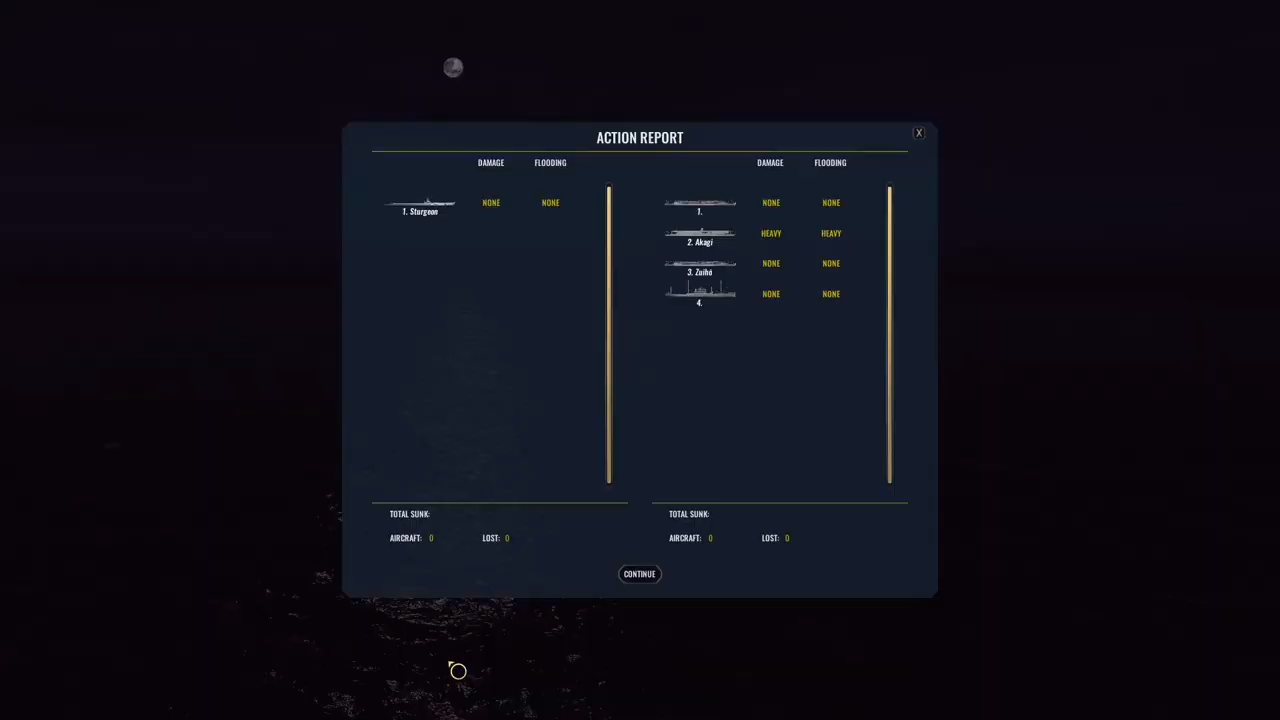 ACTION REPORT
X
DAMAGE FLOODING
1. Sturgeon NONE NONE
TOTAL SUNK:
AIRCRAFT: 0 LOST: 0
DAMAGE FLOODING
1. NONE NONE
2. Akagi HEAVY HEAVY
3. Zuihō NONE NONE
4. NONE NONE
TOTAL SUNK:
AIRCRAFT: 0 LOST: 0
CONTINUE